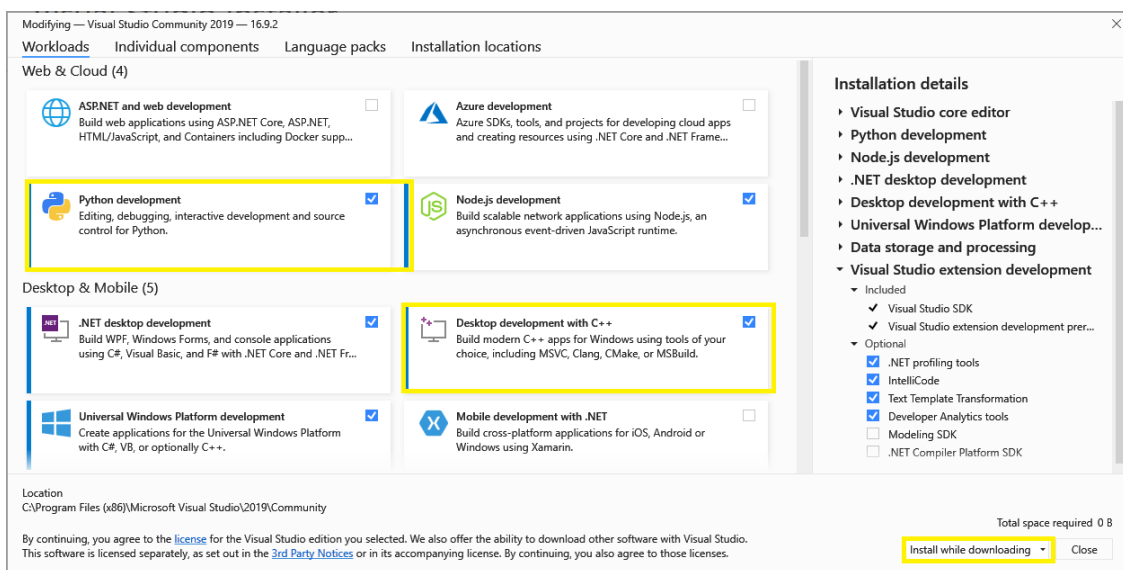 Modifying — Visual Studio Community 2019 — 16.9.2
Workloads Individual components Language packs Installation locations
Web & Cloud (4)
ASP.NET and web development
Build web applications using ASP.NET Core, ASP.NET,
HTML/JavaScript, and Containers including Docker supp...
Azure development
Azure SDKs, tools, and projects for developing cloud apps
and creating resources using .NET Core and .NET Frame...
Python development
Editing, debugging, interactive development and source
control for Python.
Node.js development
Build scalable network applications using Node.js, an
asynchronous event-driven JavaScript runtime.
Desktop & Mobile (5)
.NET desktop development
Build WPF, Windows Forms, and console applications
using C#, Visual Basic, and F# with .NET Core and .NET Fr...
Desktop development with C++
Build modern C++ apps for Windows using tools of your
choice, including MSVC, Clang, CMake, or MSBuild.
Universal Windows Platform development
Create applications for the Universal Windows Platform
with C#, VB, or optionally C++.
Mobile development with .NET
Build cross-platform applications for iOS, Android or
Windows using Xamarin.
Installation details
Visual Studio core editor
Python development
Node.js development
.NET desktop development
Desktop development with C++
Universal Windows Platform develop...
Data storage and processing
Visual Studio extension development
Included
Visual Studio SDK
Visual Studio extension development prer...
Optional
.NET profiling tools
IntelliCode
Text Template Transformation
Developer Analytics tools
Modeling SDK
.NET Compiler Platform SDK
Location
C:\Program Files (x86)\Microsoft Visual Studio\2019\Community
Total space required 0 B
By continuing, you agree to the license for the Visual Studio edition you selected. We also offer the ability to download other software with Visual Studio.
This software is licensed separately, as set out in the 3rd Party Notices or in its accompanying license. By continuing, you also agree to those licenses.
Install while downloading
Close